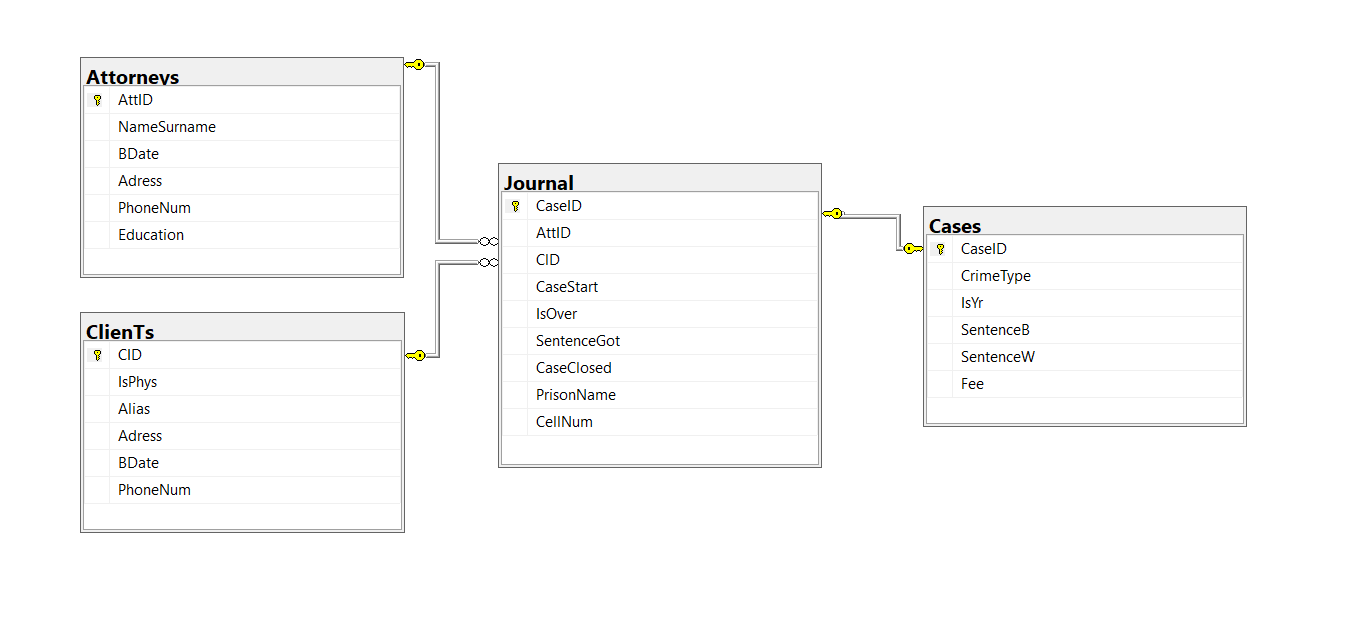 Attorneys
AttID
NameSurname
BDate
Adress
PhoneNum
Education
ClienTs
CID
IsPhys
Alias
Adress
BDate
PhoneNum
Journal
CaseID
AttID
CID
CaseStart
IsOver
SentenceGot
CaseClosed
PrisonName
CellNum
Cases
CaseID
CrimeType
IsYr
SentenceB
SentenceW
Fee